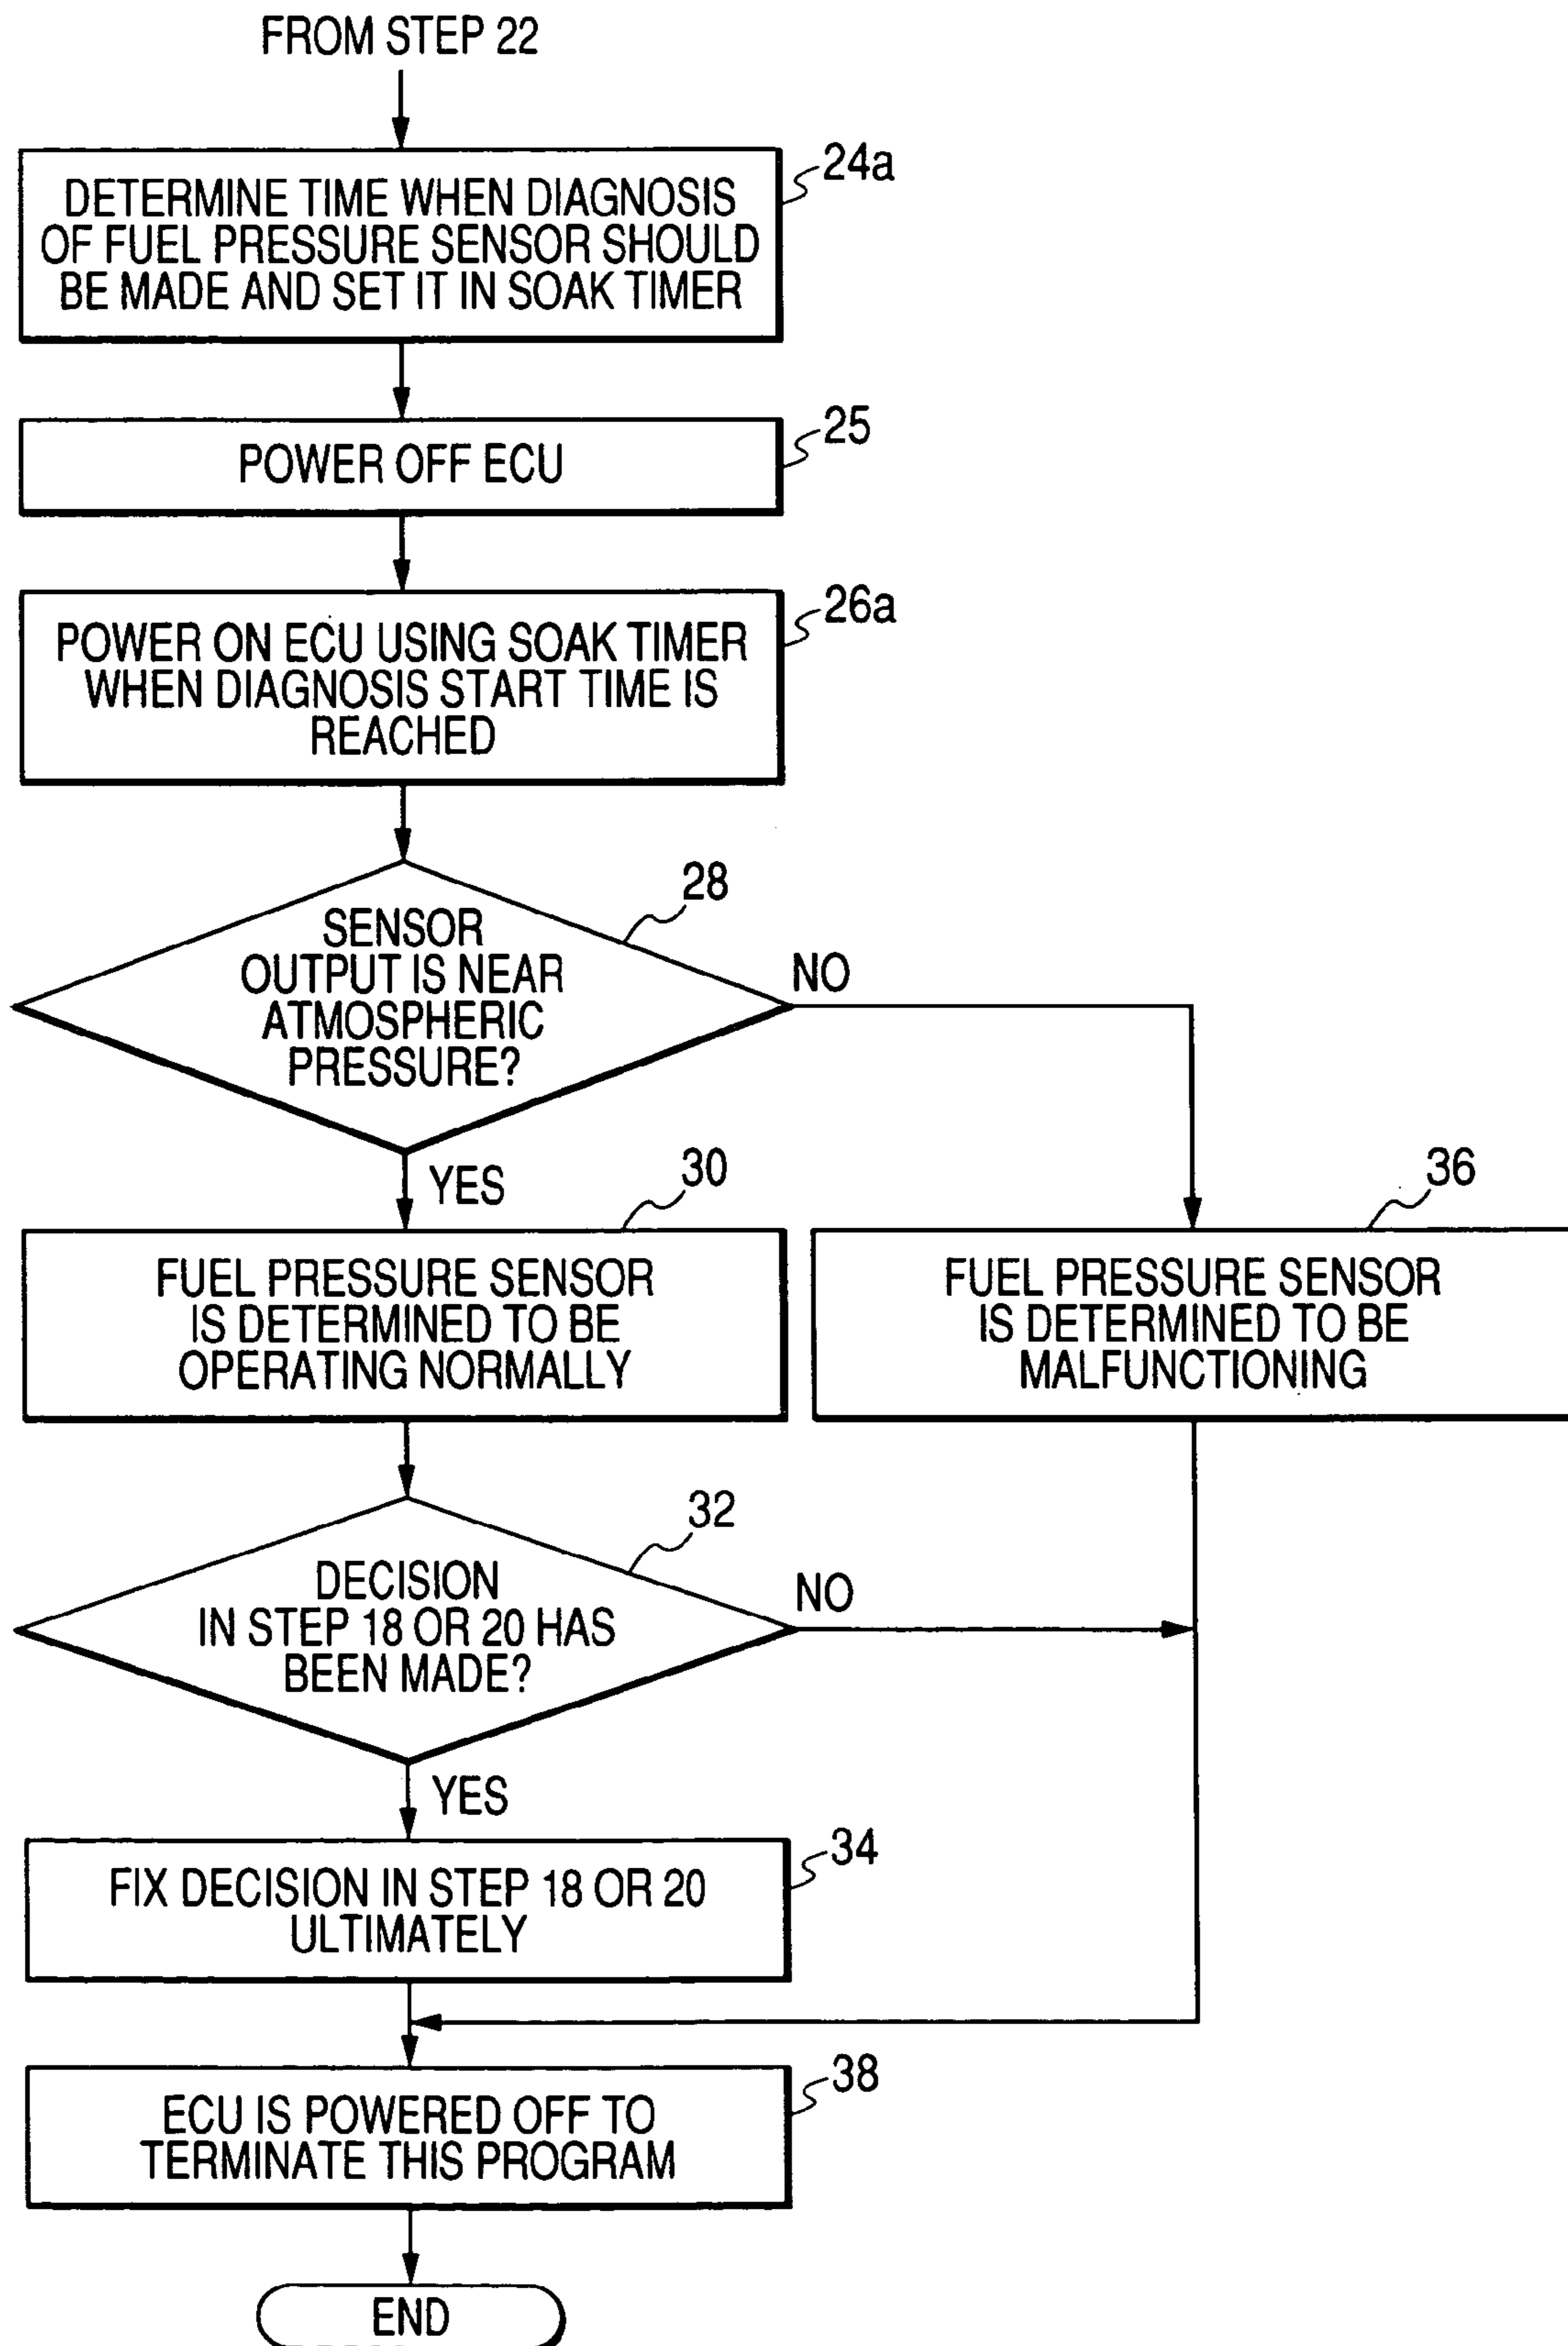 FROM STEP 22
24a
DETERMINE TIME WHEN DIAGNOSIS
OF FUEL PRESSURE SENSOR SHOULD
BE MADE AND SET IT IN SOAK TIMER
25
POWER OFF ECU
26a
POWER ON ECU USING SOAK TIMER
WHEN DIAGNOSIS START TIME IS
REACHED
28
SENSOR
OUTPUT IS NEAR
ATMOSPHERIC
PRESSURE?
NO
YES
30
FUEL PRESSURE SENSOR
IS DETERMINED TO BE
OPERATING NORMALLY
36
FUEL PRESSURE SENSOR
IS DETERMINED TO BE
MALFUNCTIONING
32
DECISION
IN STEP 18 OR 20 HAS
BEEN MADE?
NO
YES
34
FIX DECISION IN STEP 18 OR 20
ULTIMATELY
38
ECU IS POWERED OFF TO
TERMINATE THIS PROGRAM
END